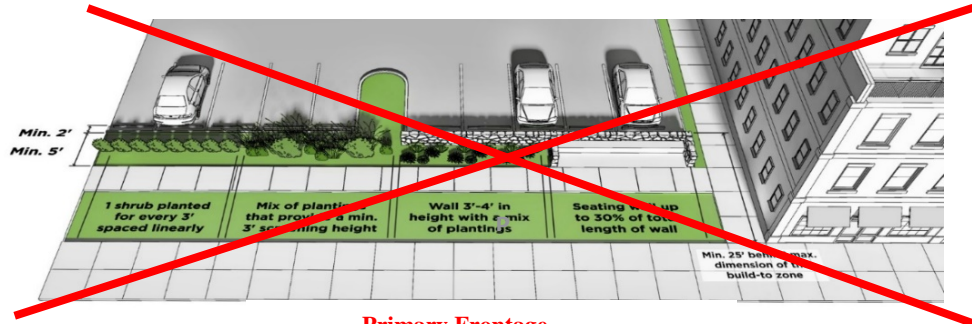 Min. 2'
Min. 5'
1 shrub planted
for every 3'
spaced linearly
Mix of plantings
that provide a min.
3' screening height
Wall 3'-4' in
height with a mix
of plantings
Seating wall up
to 30% of total
length of wall
Min. 25' behind max.
dimension of the
build-to zone
Primary Frontage